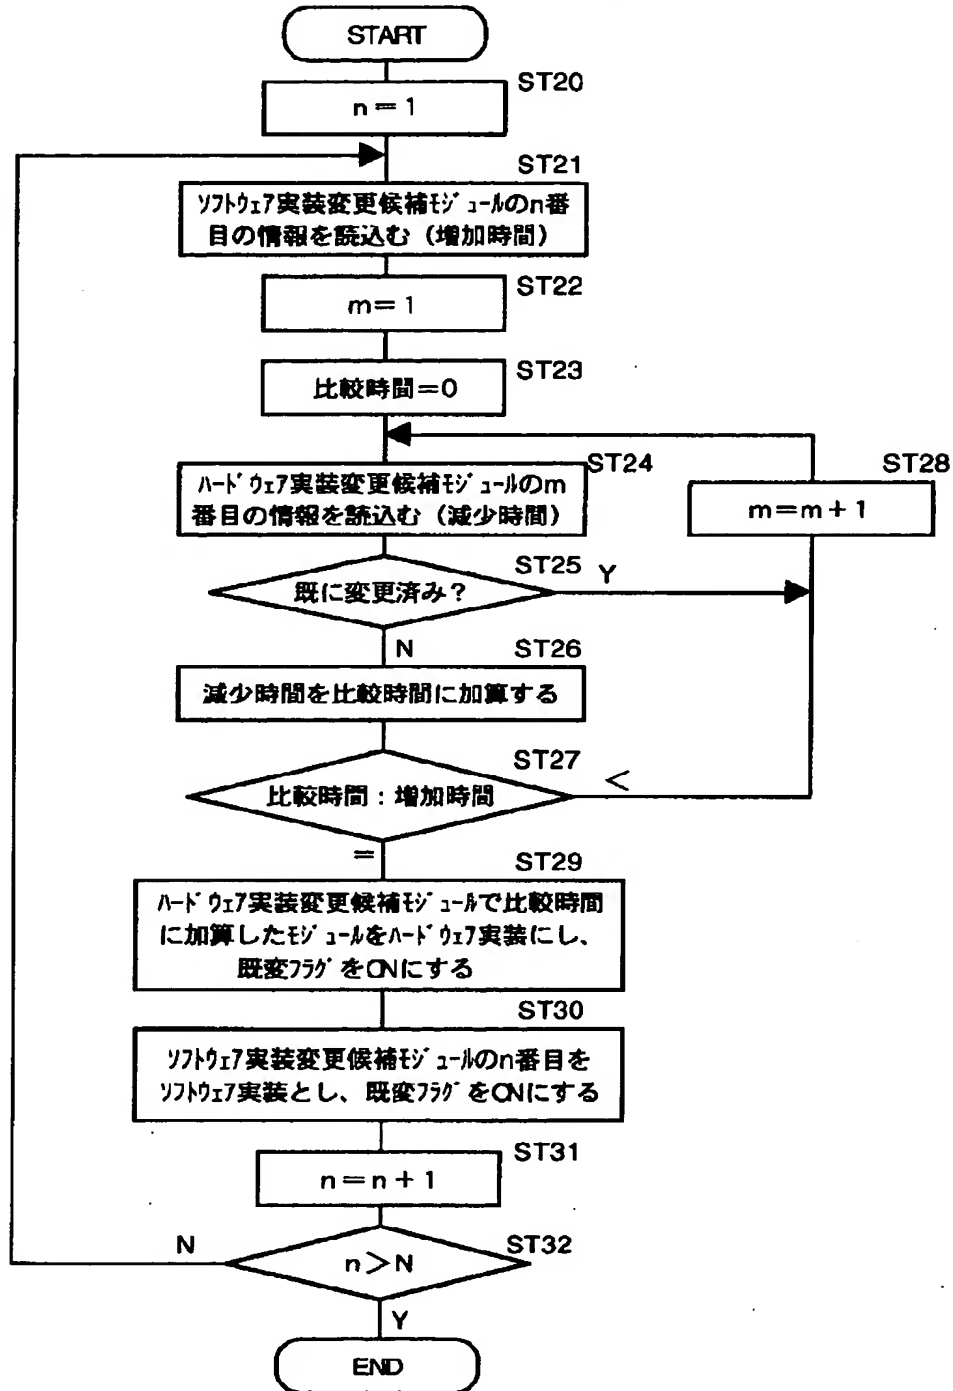 START
ST20
n=1
ST21
ソフトウェア実装変更候補モジュールのn番
目の情報を読込む(増加時間)
ST22
m=1
ST23
比較時間=0
ST24
ハードウェア実装変更候補モジュールのm
番目の情報を読込む(減少時間)
ST28
m=m+1
ST25
Y
既に変更済み?
N
ST26
減少時間を比較時間に加算する
ST27
<
比較時間:増加時間
=
ST29
ハードウェア実装変更候補モジュールで比較時間
に加算したモジュールをハードウェア実装にし、
既変フラグをONにする
ST30
ソフトウェア実装変更候補モジュールのn番目を
ソフトウェア実装とし、既変フラグをONにする
ST31
n=n+1
N
ST32
n>N
Y
END